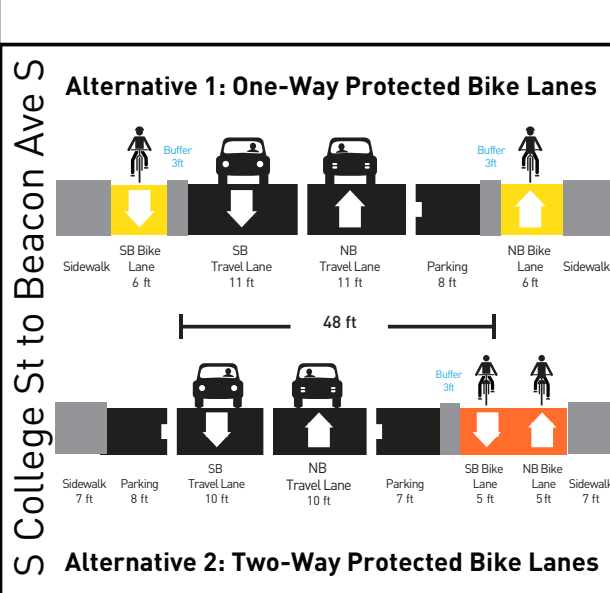 S College St to Beacon Ave S
Alternative 1: One-Way Protected Bike Lanes
Buffer
3ft
Buffer
3ft
Sidewalk
SB Bike
Lane
6 ft
SB
Travel Lane
11 ft
NB
Travel Lane
11 ft
Parking
8 ft
NB Bike
Lane
6 ft
Sidewalk
48 ft
Buffer
3ft
Sidewalk
7 ft
Parking
8 ft
SB
Travel Lane
10 ft
NB
Travel Lane
10 ft
Parking
7 ft
SB Bike
Lane
5 ft
NB Bike
Lane
5 ft
Sidewalk
7 ft
Alternative 2: Two-Way Protected Bike Lanes